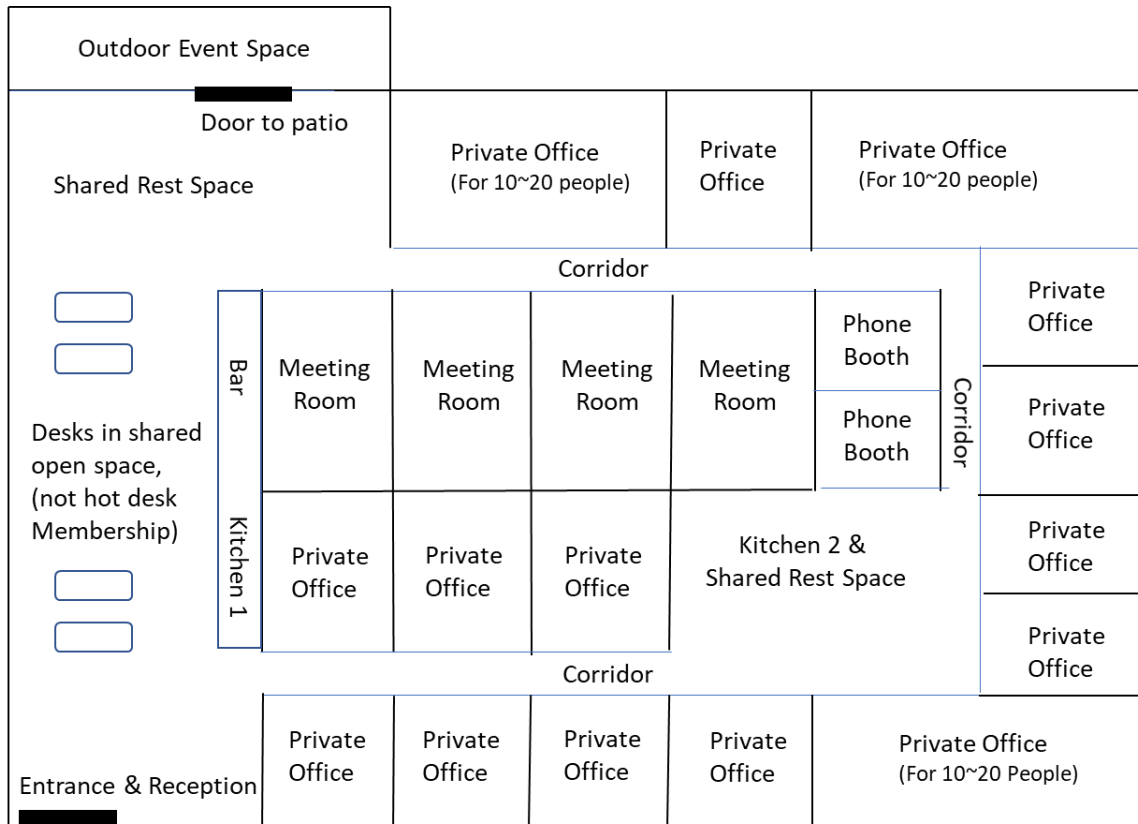 Outdoor Event Space
Door to patio
Shared Rest Space
Private Office
(For 10~20 people)
Private
Office
Private Office
(For 10~20 people)
Corridor
Private
Office
Bar
Meeting
Room
Meeting
Room
Meeting
Room
Meeting
Room
Phone
Booth
Phone
Booth
Corridor
Private
Office
Desks in shared
open space,
(not hot desk
Membership)
Kitchen 1
Private
Office
Private
Office
Private
Office
Kitchen 2 &
Shared Rest Space
Private
Office
Private
Office
Corridor
Entrance & Reception
Private
Office
Private
Office
Private
Office
Private
Office
Private Office
(For 10~20 People)